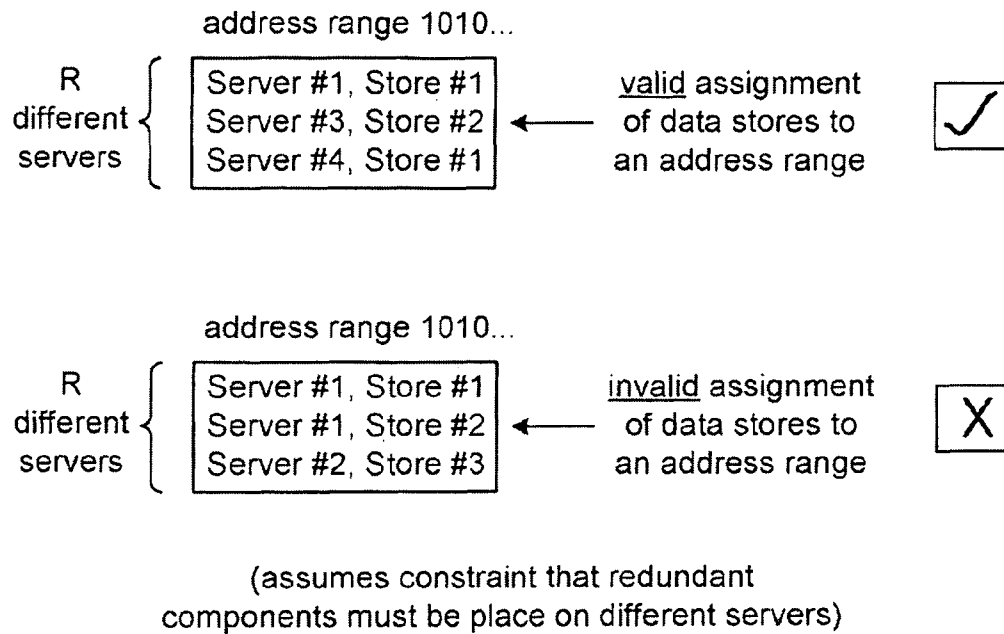 address range 1010...
R
different
servers
Server #1, Store #1
Server #3, Store #2
Server #4, Store #1
valid assignment
of data stores to
an address range
✓
address range 1010...
R
different
servers
Server #1, Store #1
Server #1, Store #2
Server #2, Store #3
invalid assignment
of data stores to
an address range
X
(assumes constraint that redundant
components must be place on different servers)